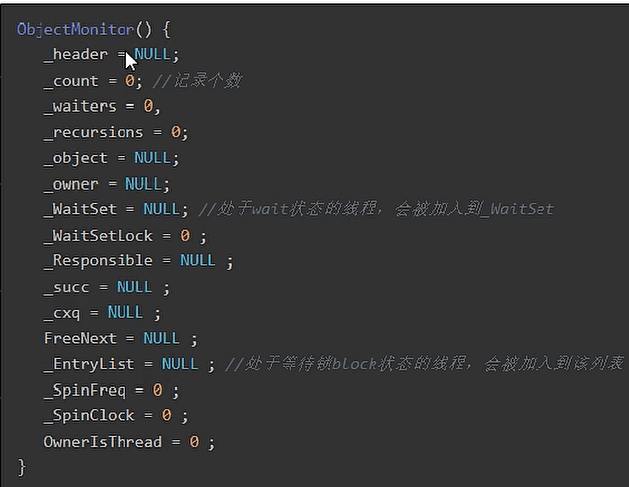 ObjectMonitor() {
_header = NULL;
_count = 0; //记录个数
_waiters = 0,
_recursions = 0;
_object = NULL;
_owner = NULL;
_WaitSet = NULL; //处于wait状态的线程，会被加入到_WaitSet
_WaitSetLock = 0 ;
_Responsible = NULL ;
_succ = NULL ;
_cxq = NULL ;
FreeNext = NULL ;
_EntryList = NULL ; //处于等待锁block状态的线程，会被加入到该列表
_SpinFreq = 0 ;
_SpinClock = 0 ;
OwnerIsThread = 0 ;
}